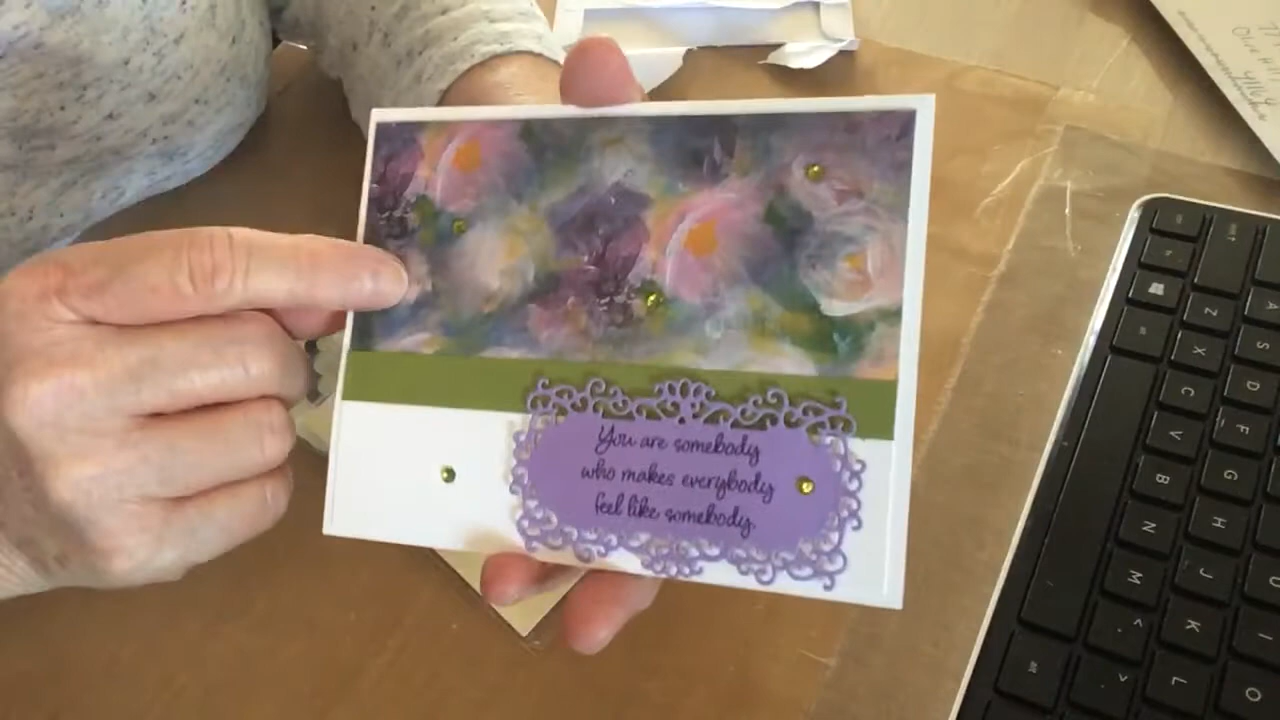 You are somebody
who makes everybody
feel like somebody.
Z
X
C
V
B
N
M
<
>
A
S
D
F
G
H
J
K
L
U
I
O